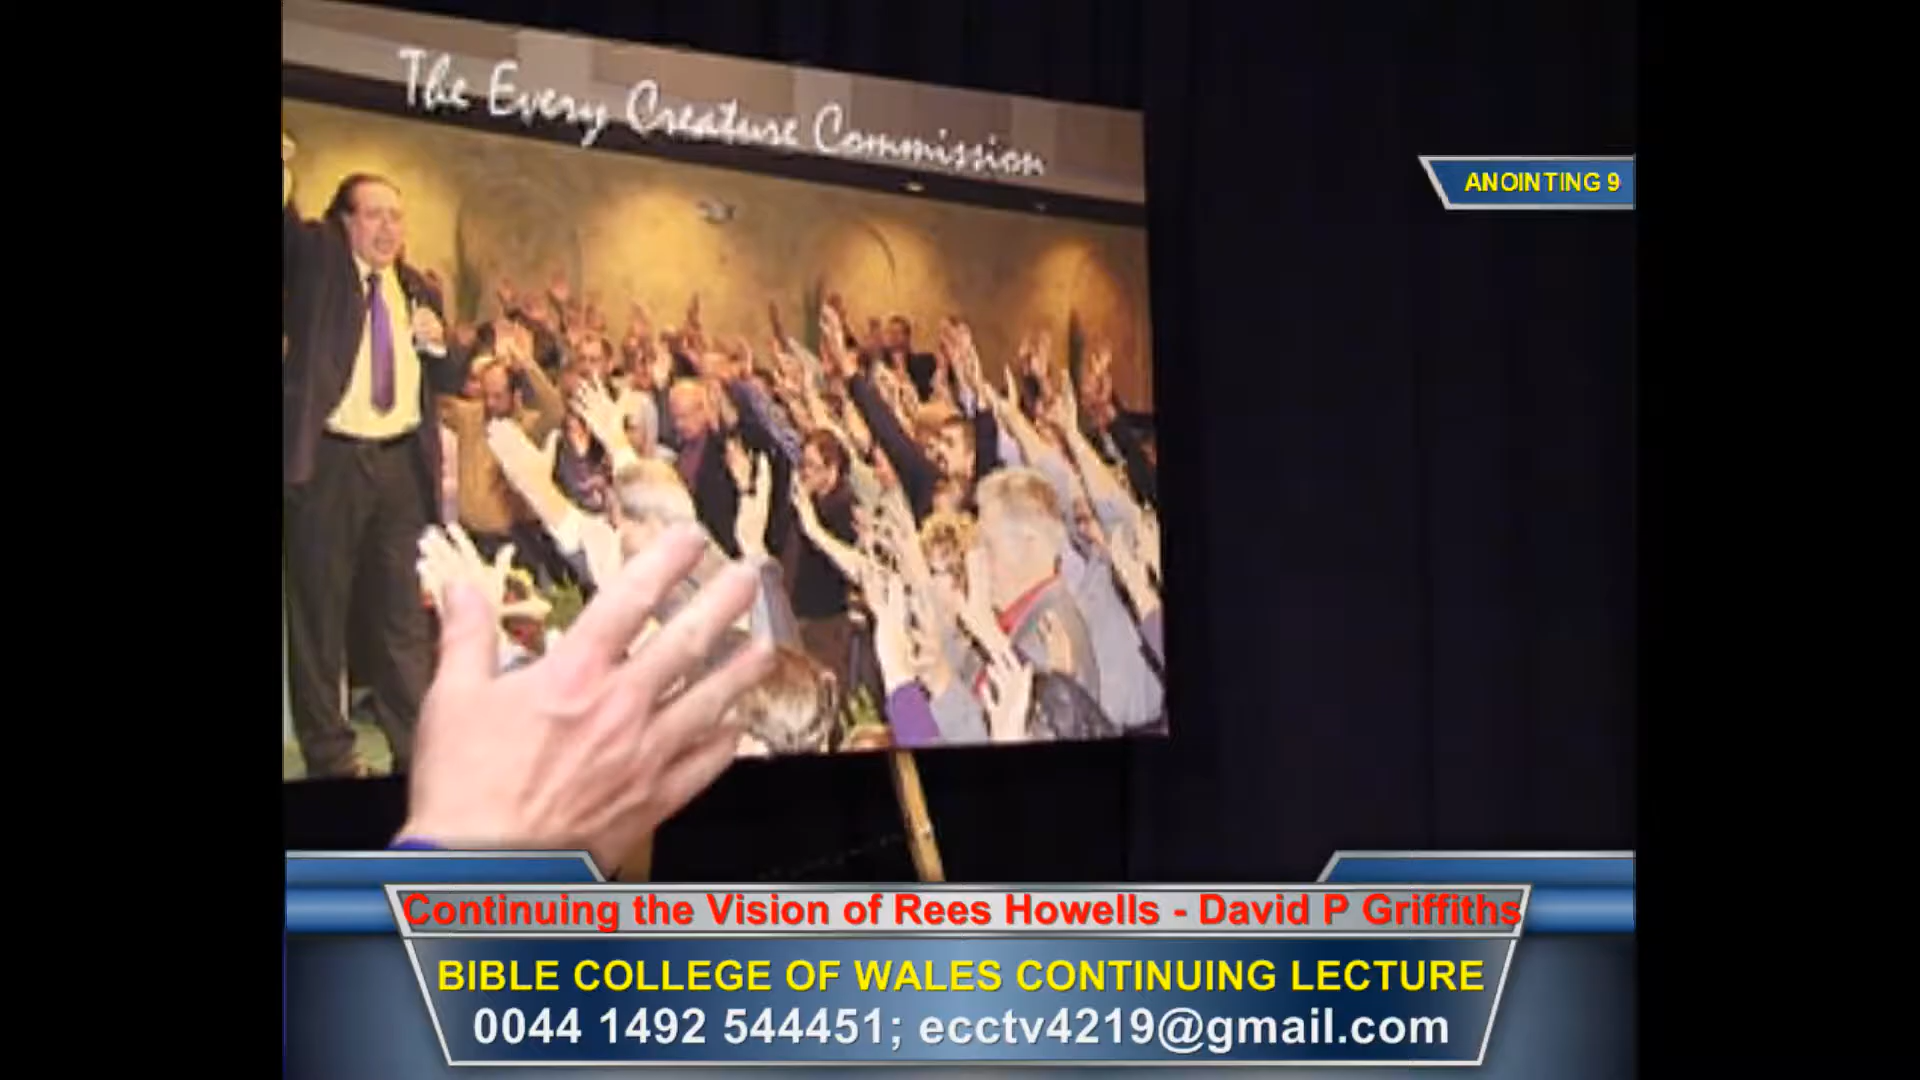 The Every Creature Commission
ANOINTING 9
Continuing the Vision of Rees Howells - David P Griffiths
BIBLE COLLEGE OF WALES CONTINUING LECTURE
0044 1492 544451; ecctv4219@gmail.com